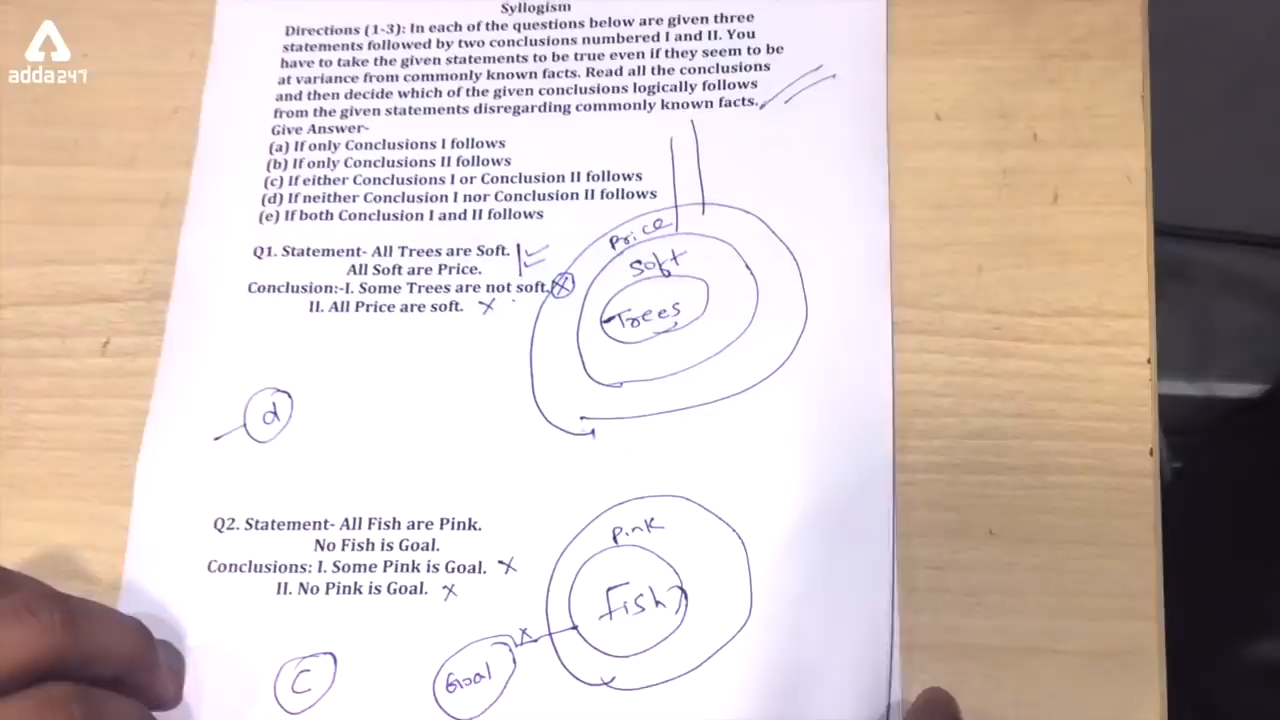 adda247
Syllogism
Directions (1-3): In each of the questions below are given three
statements followed by two conclusions numbered I and II. You
have to take the given statements to be true even if they seem to be
at variance from commonly known facts. Read all the conclusions
and then decide which of the given conclusions logically follows
from the given statements disregarding commonly known facts.
Give Answer-
(a) If only Conclusions I follows
(b) If only Conclusions II follows
(c) If either Conclusions I or Conclusion II follows
(d) If neither Conclusion I nor Conclusion II follows
(e) If both Conclusion I and II follows
Q1. Statement- All Trees are Soft.
All Soft are Price.
Conclusion:-I. Some Trees are not soft.
II. All Price are soft. x
Price
Soft
Trees
d
Q2. Statement- All Fish are Pink.
No Fish is Goal.
Conclusions: I. Some Pink is Goal. x
II. No Pink is Goal. x
Pink
Fish
Goal
C